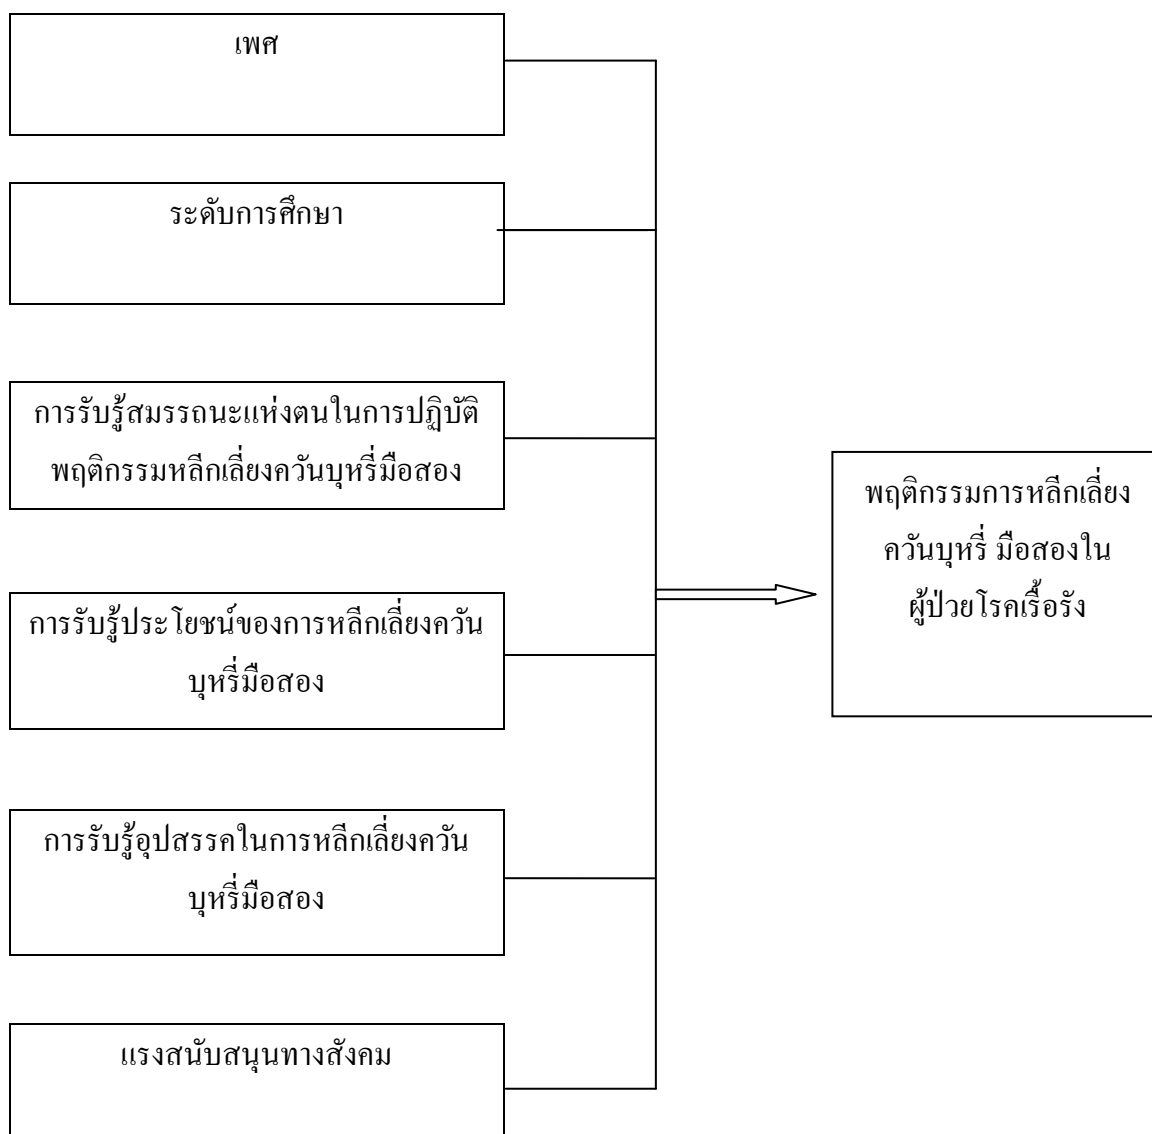 เพศ
ระดับการศึกษา
การรับรู้สมรรถนะแห่งตนในการปฏิบัติ
พฤติกรรมหลีกเลี่ยงควันบุหรี่มือสอง
การรับรู้ประโยชน์ของการหลีกเลี่ยงควัน
บุหรี่มือสอง
การรับรู้อุปสรรคในการหลีกเลี่ยงควัน
บุหรี่มือสอง
แรงสนับสนุนทางสังคม
พฤติกรรมการหลีกเลี่ยง
ควันบุหรี่ มือสองใน
ผู้ป่วยโรคเรื้อรัง